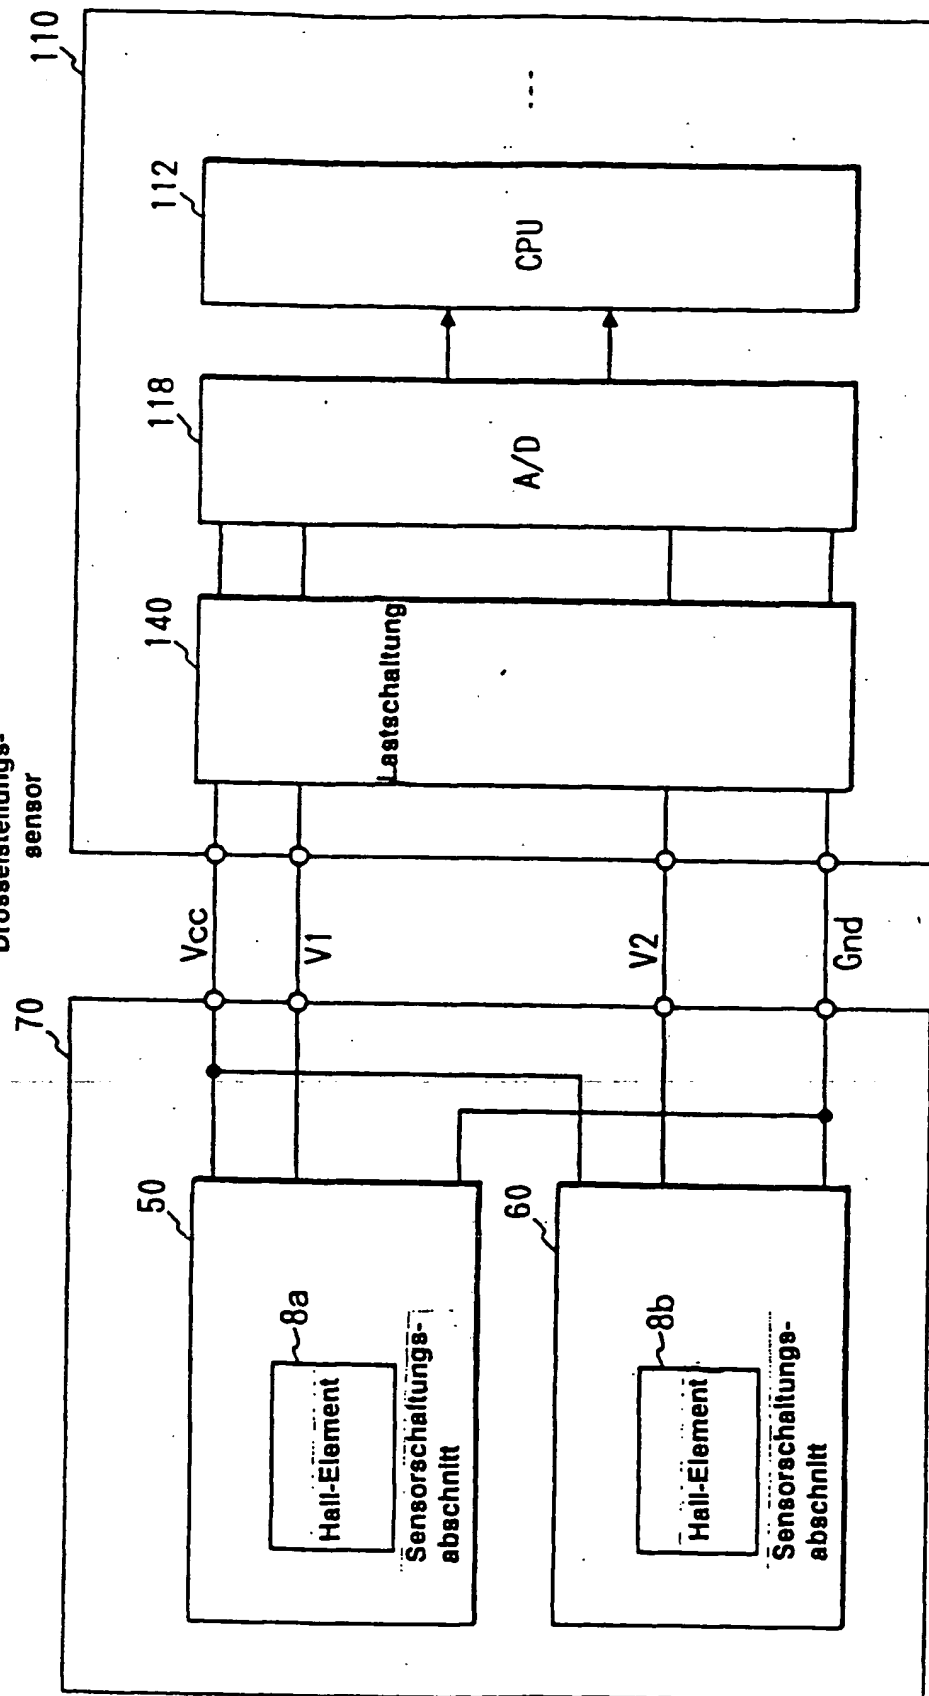 Drosselstellungs-
sensor
70
110
50
Vcc
140
118
112
8a
Hall-Element
V1
Lastschaltung
Sensorschaltungs-
abschnitt
60
A/D
CPU
...
8b
V2
Hall-Element
Sensorschaltungs-
abschnitt
Gnd